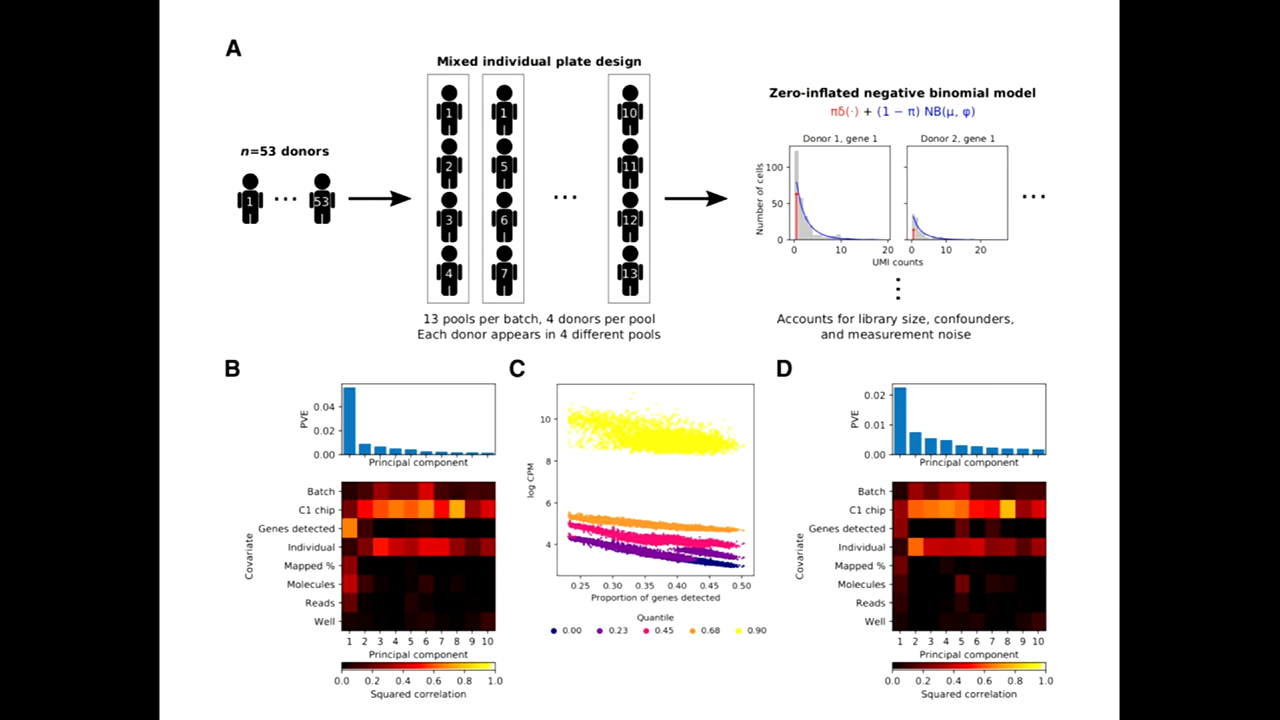 A
Mixed individual plate design
n=53 donors
1 ... 53
1 1 10
2 5 11
3 6 ... 12
4 7 13
13 pools per batch, 4 donors per pool
Each donor appears in 4 different pools
Zero-inflated negative binomial model
πδ(·) + (1 − π) NB(μ, φ)
Donor 1, gene 1
Donor 2, gene 1
Number of cells
100
50
0
0 10 20
0 10 20
UMI counts
Accounts for library size, confounders,
and measurement noise
B
PVE
0.04
0.02
0.00
Principal component
Covariate
Batch
C1 chip
Genes detected
Individual
Mapped %
Molecules
Reads
Well
1 2 3 4 5 6 7 8 9 10
Principal component
0.0 0.2 0.4 0.6 0.8 1.0
Squared correlation
C
log CPM
10
8
6
4
0.25 0.30 0.35 0.40 0.45 0.50
Proportion of genes detected
Quantile
0.00 0.23 0.45 0.68 0.90
D
PVE
0.02
0.01
0.00
Principal component
Covariate
Batch
C1 chip
Genes detected
Individual
Mapped %
Molecules
Reads
Well
1 2 3 4 5 6 7 8 9 10
Principal component
0.0 0.2 0.4 0.6 0.8 1.0
Squared correlation